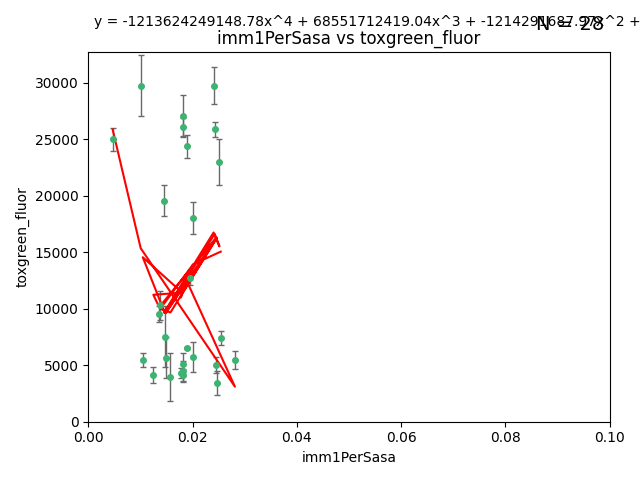 y = -1213624249148.78x^4 + 68551712419.04x^3 + -1214291
N = 28
imm1PerSasa vs toxgreen_fluor
toxgreen_fluor
30000
25000
20000
15000
10000
5000
0
0.00 0.02 0.04 0.06 0.08 0.10
imm1PerSasa